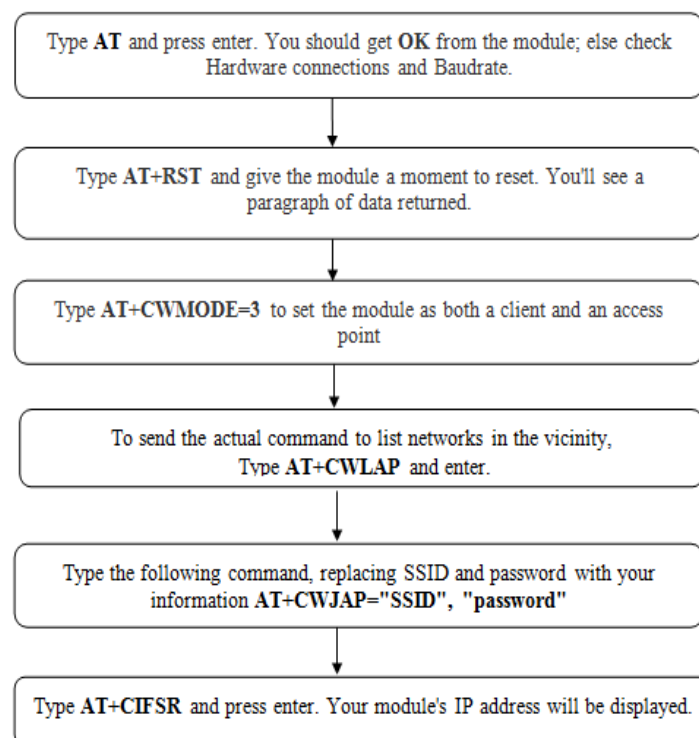 Type AT and press enter. You should get OK from the module; else check
Hardware connections and Baudrate.
Type AT+RST and give the module a moment to reset. You'll see a
paragraph of data returned.
Type AT+CWMODE=3 to set the module as both a client and an access
point
To send the actual command to list networks in the vicinity,
Type AT+CWLAP and enter.
Type the following command, replacing SSID and password with your
information AT+CWJAP="SSID", "password"
Type AT+CIFSR and press enter. Your module's IP address will be displayed.